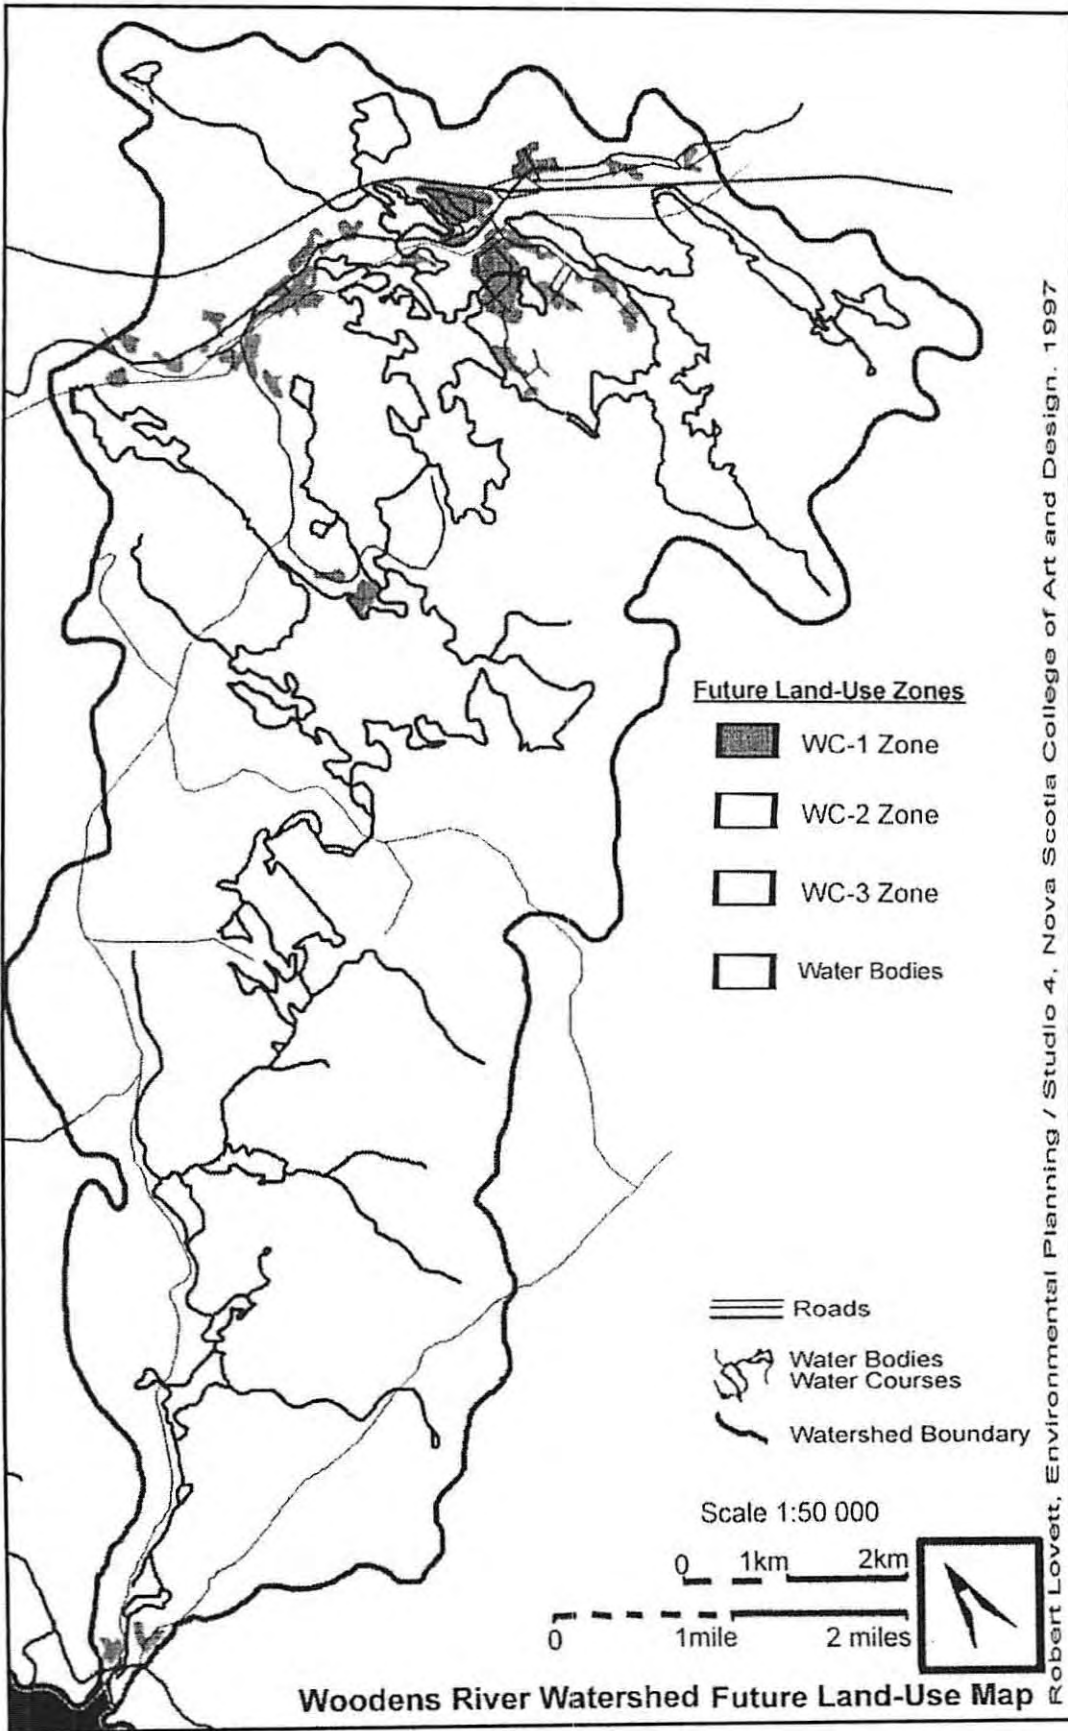 Future Land-Use Zones
WC-1 Zone
WC-2 Zone
WC-3 Zone
Water Bodies
Roads
Water Bodies
Water Courses
Watershed Boundary
Scale 1:50 000
0 1km 2km
0 1mile 2 miles
Woodens River Watershed Future Land-Use Map
Robert Lovett, Environmental Planning / Studio 4, Nova Scotia College of Art and Design. 1997